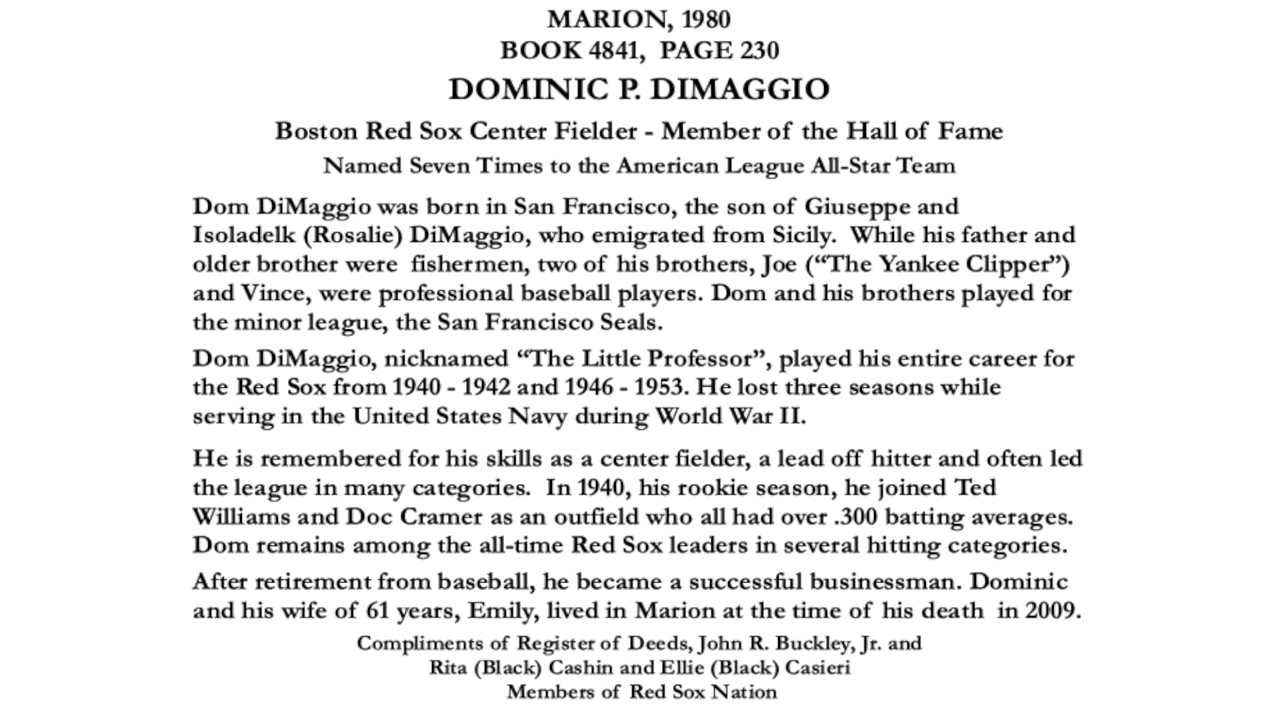 MARION, 1980
BOOK 4841, PAGE 230
DOMINIC P. DIMAGGIO
Boston Red Sox Center Fielder - Member of the Hall of Fame
Named Seven Times to the American League All-Star Team
Dom DiMaggio was born in San Francisco, the son of Giuseppe and
Isoladelk (Rosalie) DiMaggio, who emigrated from Sicily. While his father and
older brother were fishermen, two of his brothers, Joe (“The Yankee Clipper”)
and Vince, were professional baseball players. Dom and his brothers played for
the minor league, the San Francisco Seals.
Dom DiMaggio, nicknamed “The Little Professor”, played his entire career for
the Red Sox from 1940 - 1942 and 1946 - 1953. He lost three seasons while
serving in the United States Navy during World War II.
He is remembered for his skills as a center fielder, a lead off hitter and often led
the league in many categories. In 1940, his rookie season, he joined Ted
Williams and Doc Cramer as an outfield who all had over .300 batting averages.
Dom remains among the all-time Red Sox leaders in several hitting categories.
After retirement from baseball, he became a successful businessman. Dominic
and his wife of 61 years, Emily, lived in Marion at the time of his death in 2009.
Compliments of Register of Deeds, John R. Buckley, Jr. and
Rita (Black) Cashin and Ellie (Black) Casieri
Members of Red Sox Nation